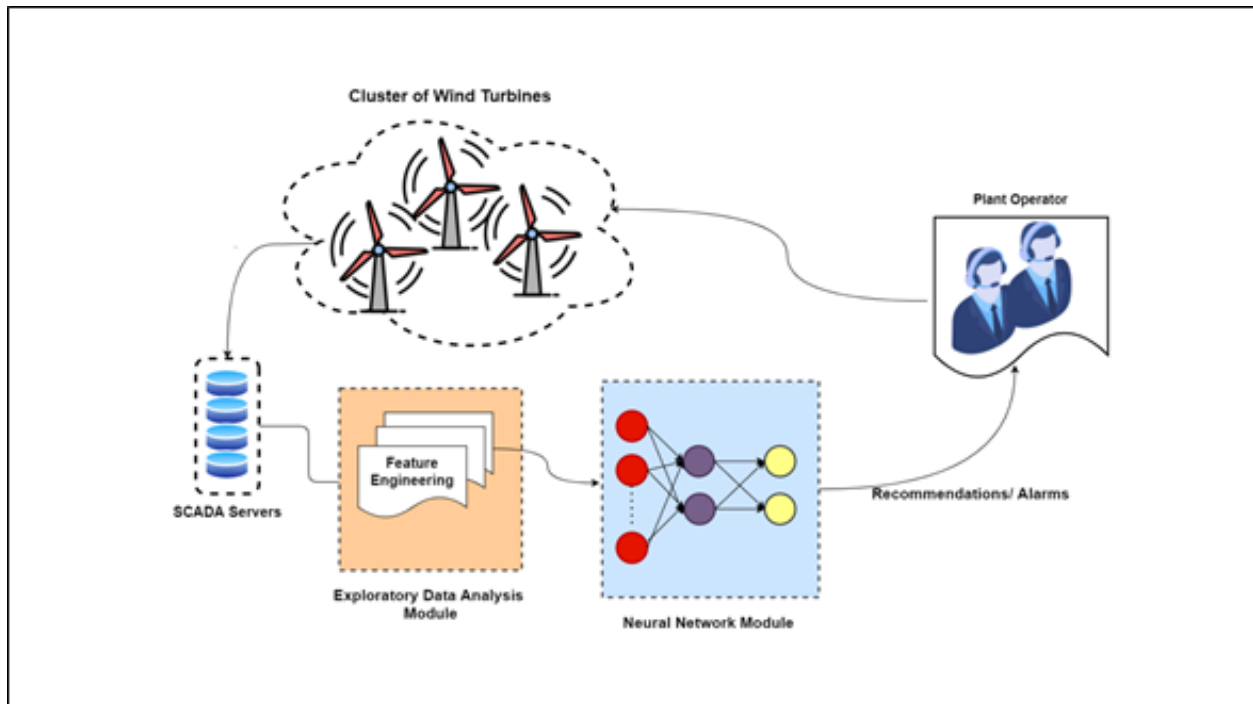 Cluster of Wind Turbines
Plant Operator
Feature
Engineering
SCADA Servers
Recommendations/ Alarms
Exploratory Data Analysis
Module
Neural Network Module